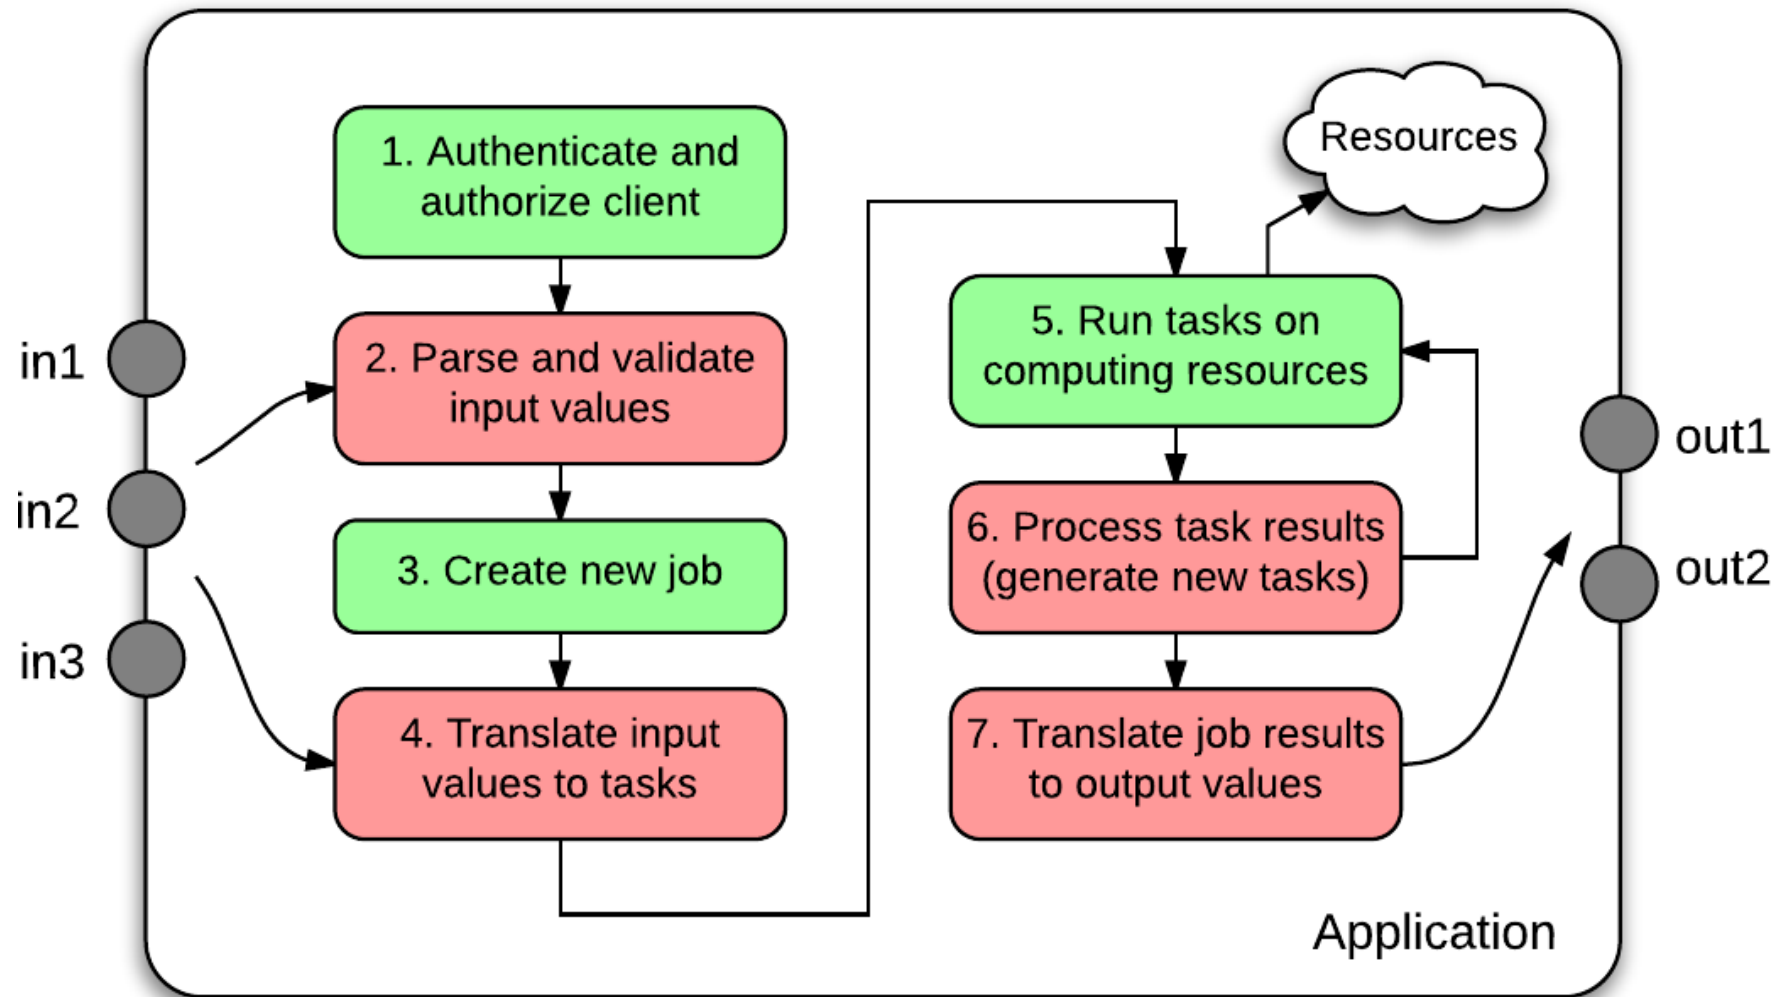 1. Authenticate and
authorize client
2. Parse and validate
input values
3. Create new job
4. Translate input
values to tasks
in1
in2
in3
Resources
5. Run tasks on
computing resources
6. Process task results
(generate new tasks)
7. Translate job results
to output values
out1
out2
Application